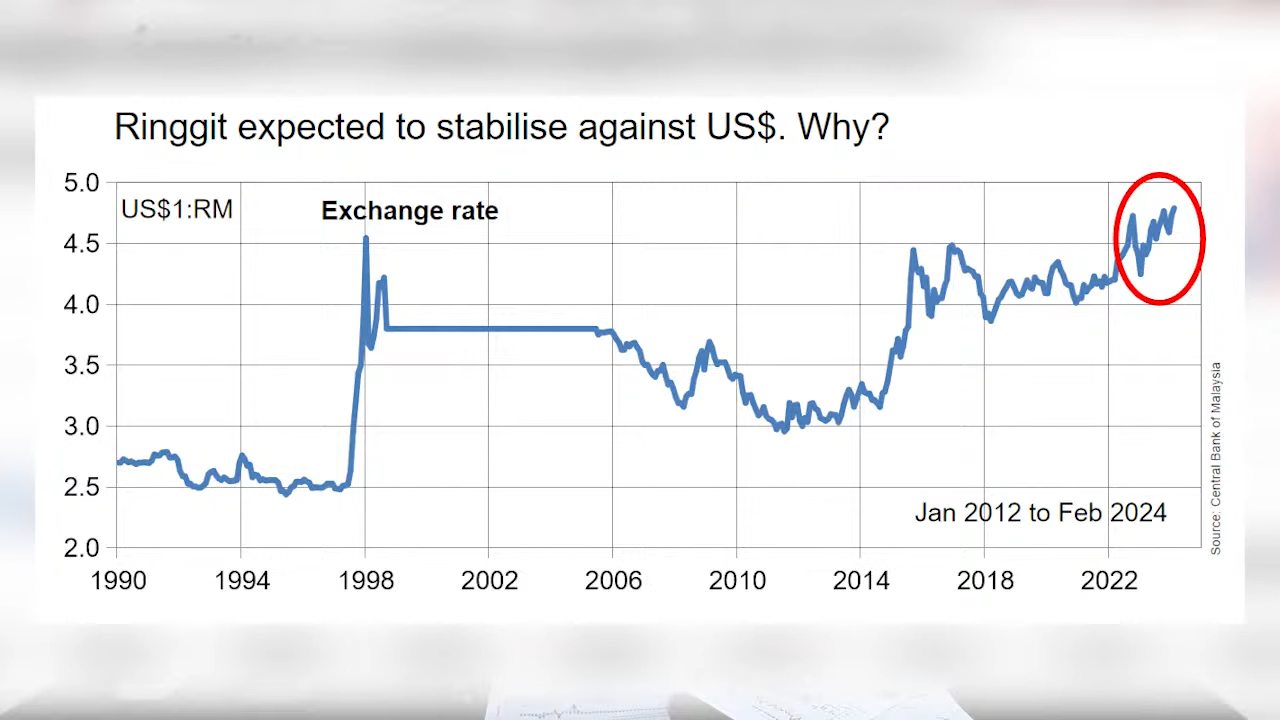 Ringgit expected to stabilise against US$. Why?
5.0
US$1:RM
Exchange rate
4.5
4.0
3.5
3.0
2.5
2.0
Jan 2012 to Feb 2024
Source: Central Bank of Malaysia
1990 1994 1998 2002 2006 2010 2014 2018 2022